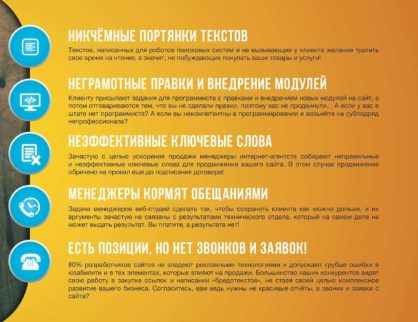 НИКЧЁМНЫЕ ПОРТЯНКИ ТЕКСТОВ
Текстов, написанных для роботов поисковых систем и не вызывающих у клиента желания тратить
свое время на чтение, а значит, не побуждающих покупать ваши товары и услуги!
НЕГРАМОТНЫЕ ПРАВКИ И ВНЕДРЕНИЕ МОДУЛЕЙ
Клиенту присылают задания для программиста с правками и внедрением новых модулей на сайт, а
потом отговариваются тем, что вы не сделали правки, поэтому вас не продвинули... А если у вас в
штате нет программиста? А если вы некомпетентны в программировании и возьмёте на субподряд
непрофессионала?
НЕЭФФЕКТИВНЫЕ КЛЮЧЕВЫЕ СЛОВА
Зачастую с целью ускорения продажи менеджеры интернет-агентств собирают неправильные
и неэффективные ключевые слова для продвижения вашего сайта. В этом случае продвижение
обречено на провал еще до подписания договора!
МЕНЕДЖЕРЫ КОРМЯТ ОБЕЩАНИЯМИ
Задача менеджеров веб-студий сделать так, чтобы сохранить клиента как можно дольше, и их
аргументы зачастую не связаны с результатами технического отдела, который на самом деле не
может выдать результат. Вы платите, а результата нет!
ЕСТЬ ПОЗИЦИИ, НО НЕТ ЗВОНКОВ И ЗАЯВОК!
80% разработчиков сайтов не владеют рекламными технологиями и допускают грубые ошибки в
юзабилити и в тех элементах, которые влияют на продажи. Большинство наших конкурентов видят
свою работу в закупке ссылок и написании «бредотекстов», не ставя своей целью комплексное
развитие вашего бизнеса. Согласитесь, вам ведь нужны не красивые отчёты, а звонки и заявки с
сайта?